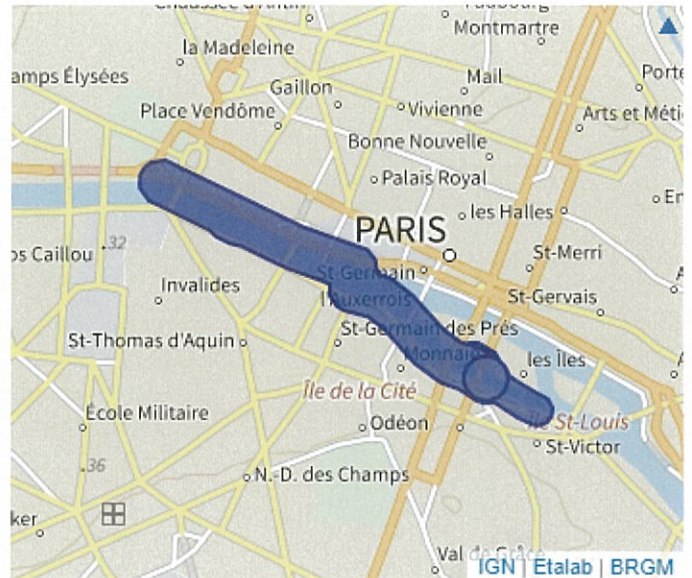 Chaussée d'Antin
Montmartre
la Madeleine
amps Élysées
Mail
Porte
Gaillon
Place Vendôme
Vivienne
Arts et Méti
Bonne Nouvelle
Palais Royal
En
les Halles
PARIS
.32
os Caillou
St-Merri
St-Germain
l'Auxerrois
Invalides
St-Gervais
St-Germain des Prés
St-Thomas d'Aquin
Monnaie
les Îles
Île de la Cité
École Militaire
Odéon
Île St-Louis
St-Victor
.36
N.-D. des Champs
ker
Val de Grâce
IGN | Etalab | BRGM